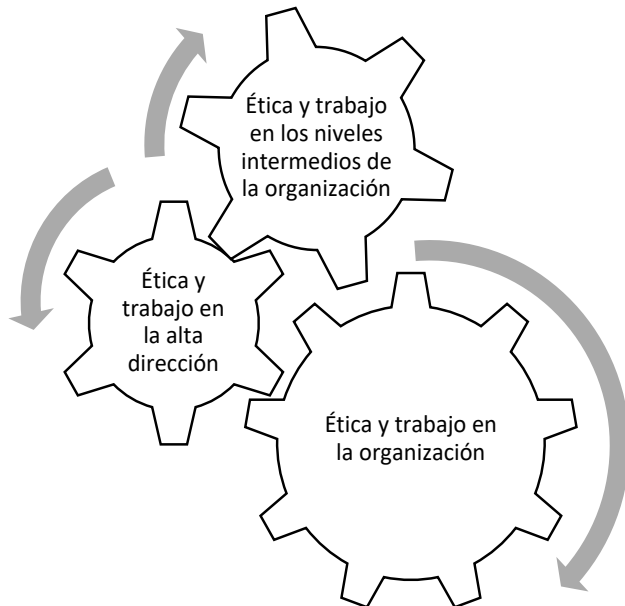 Ética y trabajo
en los niveles
intermedios de
la organización
Ética y
trabajo en
la alta
dirección
Ética y trabajo en
la organización